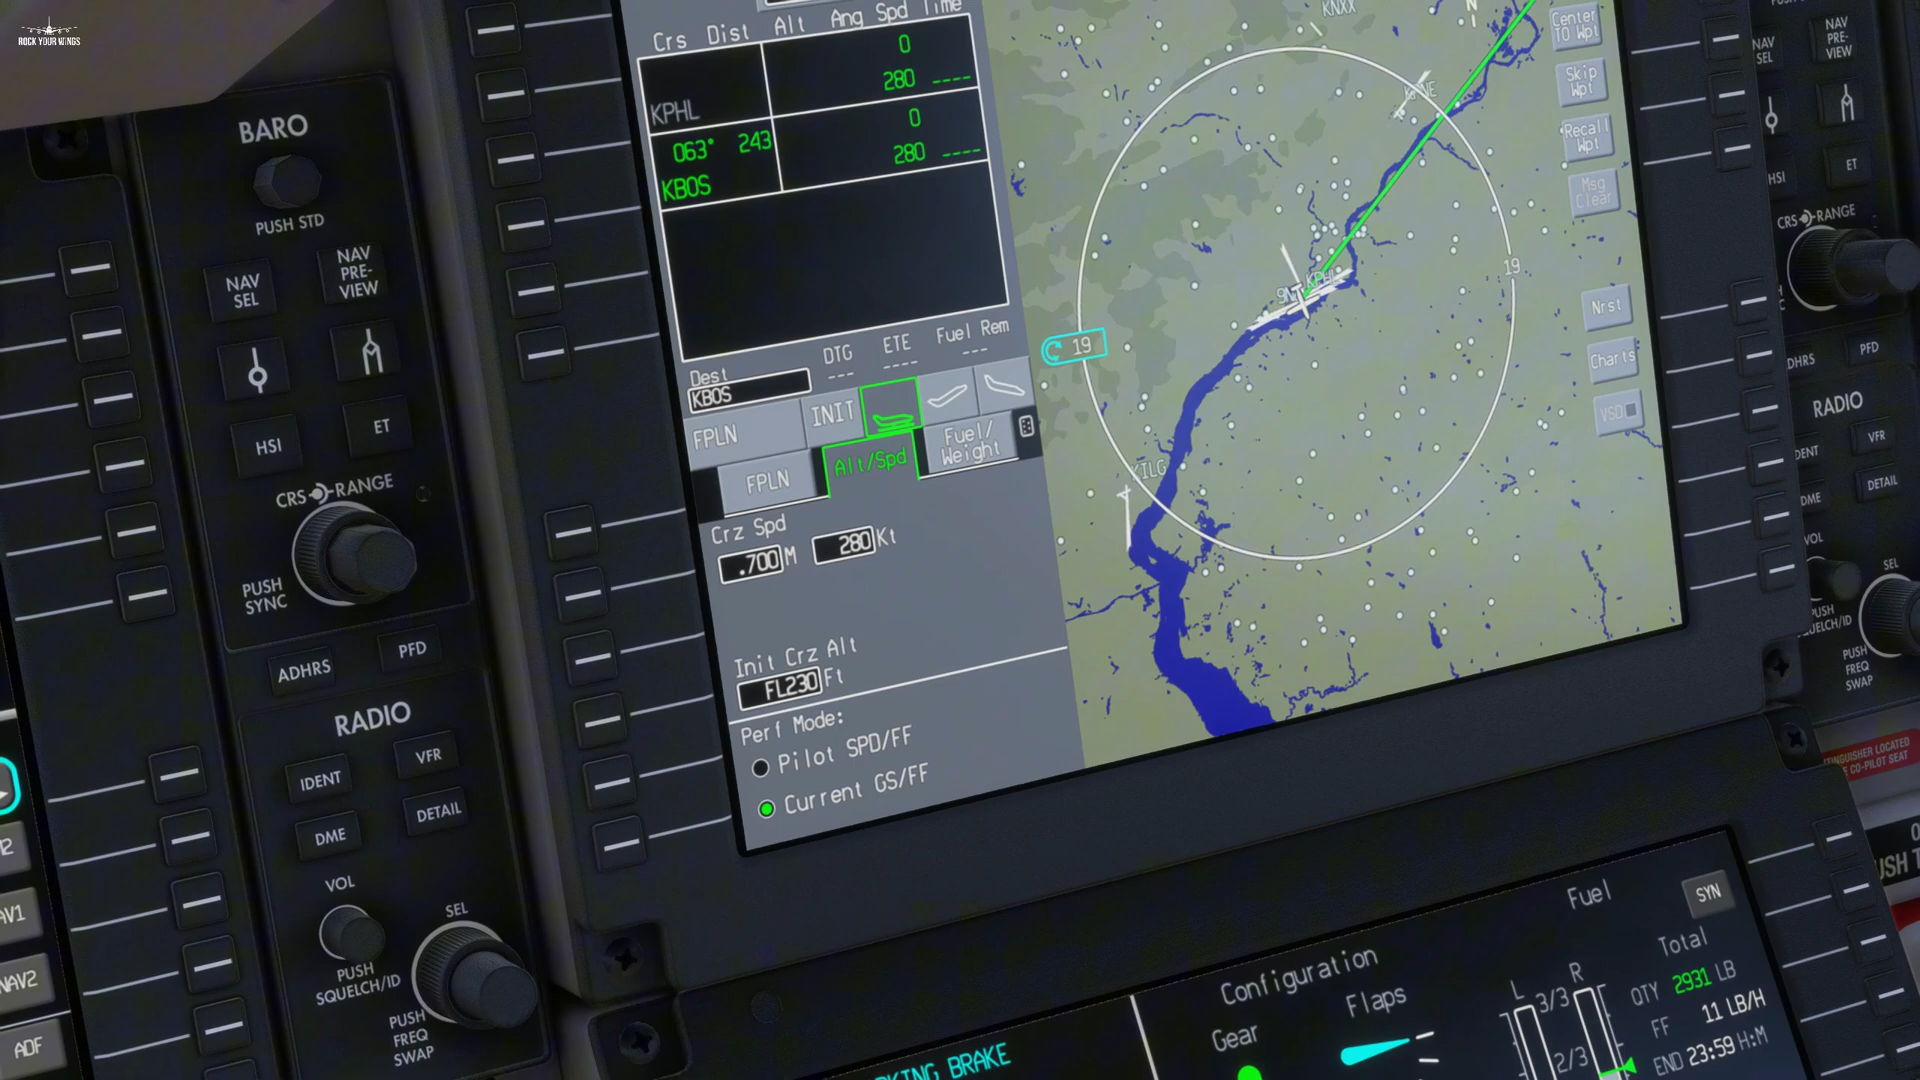 ROCK YOUR WINGS
BARO
PUSH STD
NAV
SEL
NAV
PRE-
VIEW
HSI
ET
CRS
RANGE
PUSH
SYNC
ADHRS
PFD
RADIO
IDENT
VFR
DME
DETAIL
VOL
SEL
PUSH
SQUELCH/ID
PUSH
FREQ
SWAP
NAV2
ADF
Crs Dist Alt Ang Spd Time
KPHL
0
280 ----
063° 243
KBOS
0
280 ----
DTG
---
ETE
----
Fuel Rem
---
Dest
KBOS
FPLN
INIT
FPLN
Alt/Spd
Fuel/
Weight
Crz Spd
.700 M 280 Kt
Init Crz Alt
FL230 Ft
Perf Mode:
Pilot SPD/FF
Current GS/FF
KNXX
N
KPHL
KILG
19
19
Center
TO Wpt
Skip
Wpt
Recall
Wpt
Msg
Clear
Nrst
Charts
VSD
NAV
SEL
NAV
PRE-
VIEW
HSI
ET
CRS
RANGE
PFD
RADIO
VFR
DETAIL
SEL
PUSH
FREQ
SWAP
Configuration
Gear
Flaps
Fuel
SYN
Total
L
R
3/3
2/3
QTY 2931 LB
FF 11 LB/H
END 23:59 H:M
BRAKE